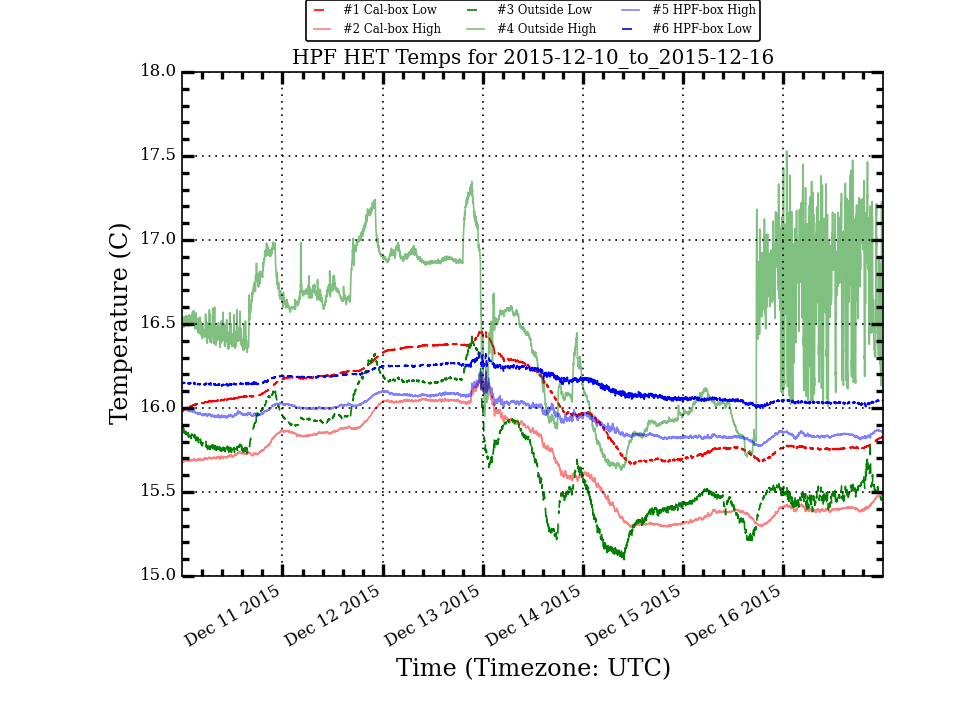 #1 Cal-box Low #3 Outside Low #5 HPF-box High
#2 Cal-box High #4 Outside High #6 HPF-box Low
HPF HET Temps for 2015-12-10_to_2015-12-16
18.0
17.5
17.0
16.5
16.0
15.5
15.0
Temperature (C)
Dec 11 2015 Dec 12 2015 Dec 13 2015 Dec 14 2015 Dec 15 2015 Dec 16 2015
Time (Timezone: UTC)